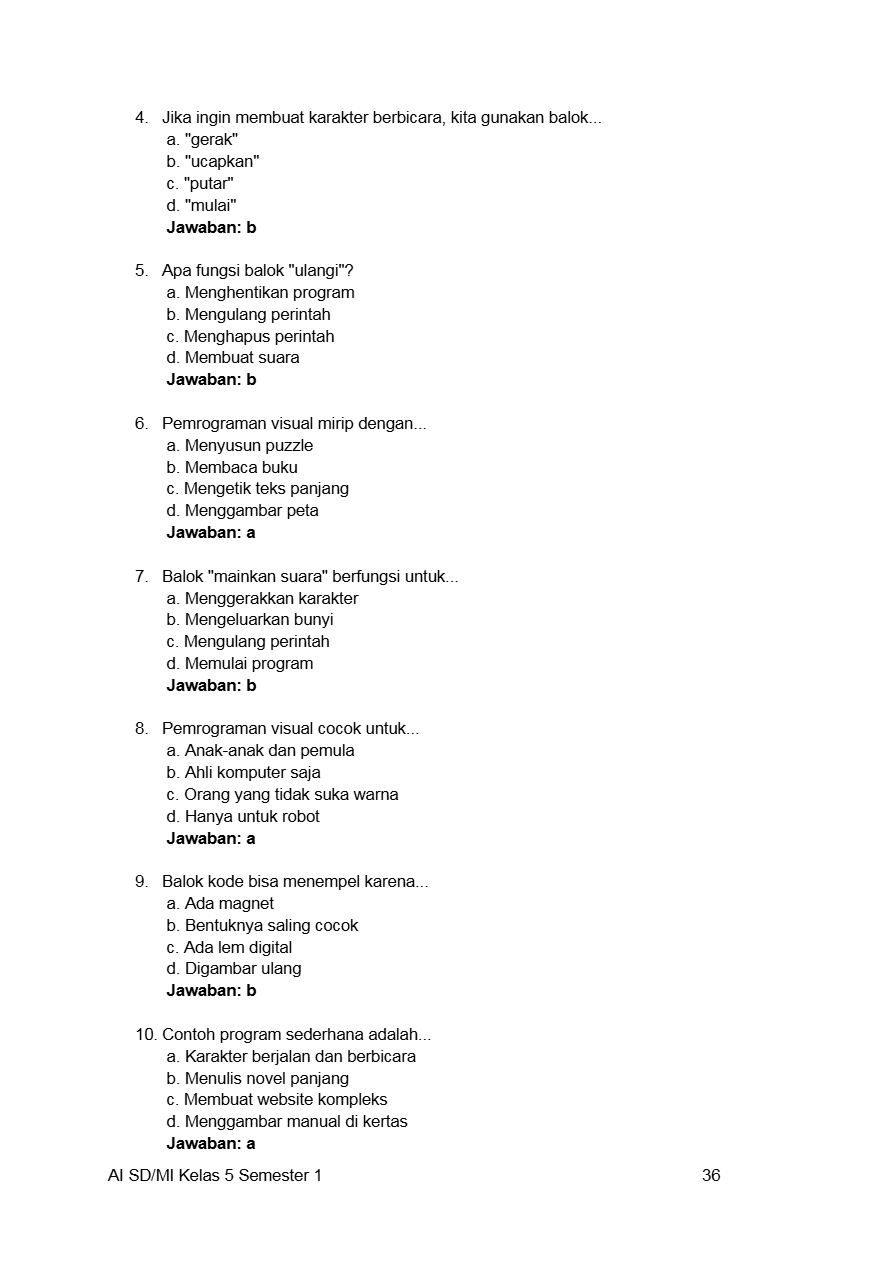 4. Jika ingin membuat karakter berbicara, kita gunakan balok...
a. "gerak"
b. "ucapkan"
c. "putar"
d. "mulai"
Jawaban: b
5. Apa fungsi balok "ulangi"?
a. Menghentikan program
b. Mengulang perintah
c. Menghapus perintah
d. Membuat suara
Jawaban: b
6. Pemrograman visual mirip dengan...
a. Menyusun puzzle
b. Membaca buku
c. Mengetik teks panjang
d. Menggambar peta
Jawaban: a
7. Balok "mainkan suara" berfungsi untuk...
a. Menggerakkan karakter
b. Mengeluarkan bunyi
c. Mengulang perintah
d. Memulai program
Jawaban: b
8. Pemrograman visual cocok untuk...
a. Anak-anak dan pemula
b. Ahli komputer saja
c. Orang yang tidak suka warna
d. Hanya untuk robot
Jawaban: a
9. Balok kode bisa menempel karena...
a. Ada magnet
b. Bentuknya saling cocok
c. Ada lem digital
d. Digambar ulang
Jawaban: b
10. Contoh program sederhana adalah...
a. Karakter berjalan dan berbicara
b. Menulis novel panjang
c. Membuat website kompleks
d. Menggambar manual di kertas
Jawaban: a
AI SD/MI Kelas 5 Semester 1 36